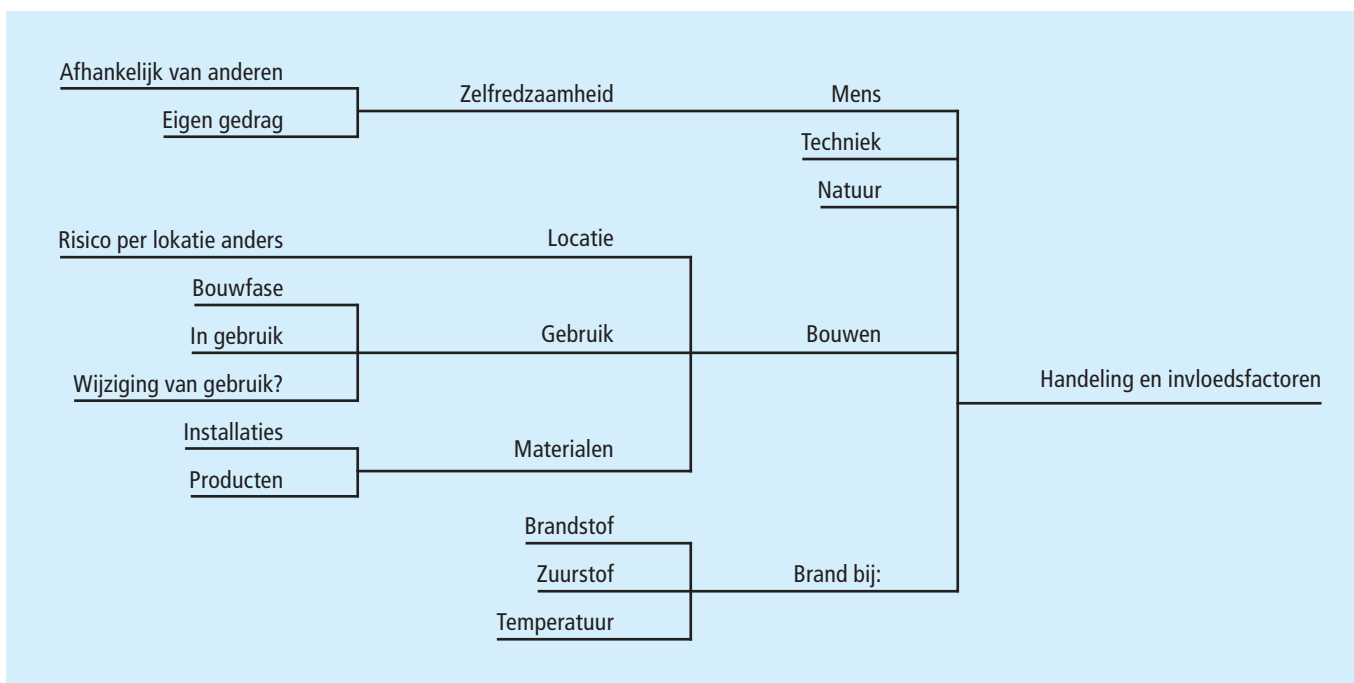 Afhankelijk van anderen
Zelfredzaamheid
Mens
Eigen gedrag
Techniek
Natuur
Risico per lokatie anders
Locatie
Bouwfase
In gebruik
Gebruik
Bouwen
Wijziging van gebruik?
Handeling en invloedsfactoren
Installaties
Materialen
Producten
Brandstof
Zuurstof
Brand bij:
Temperatuur